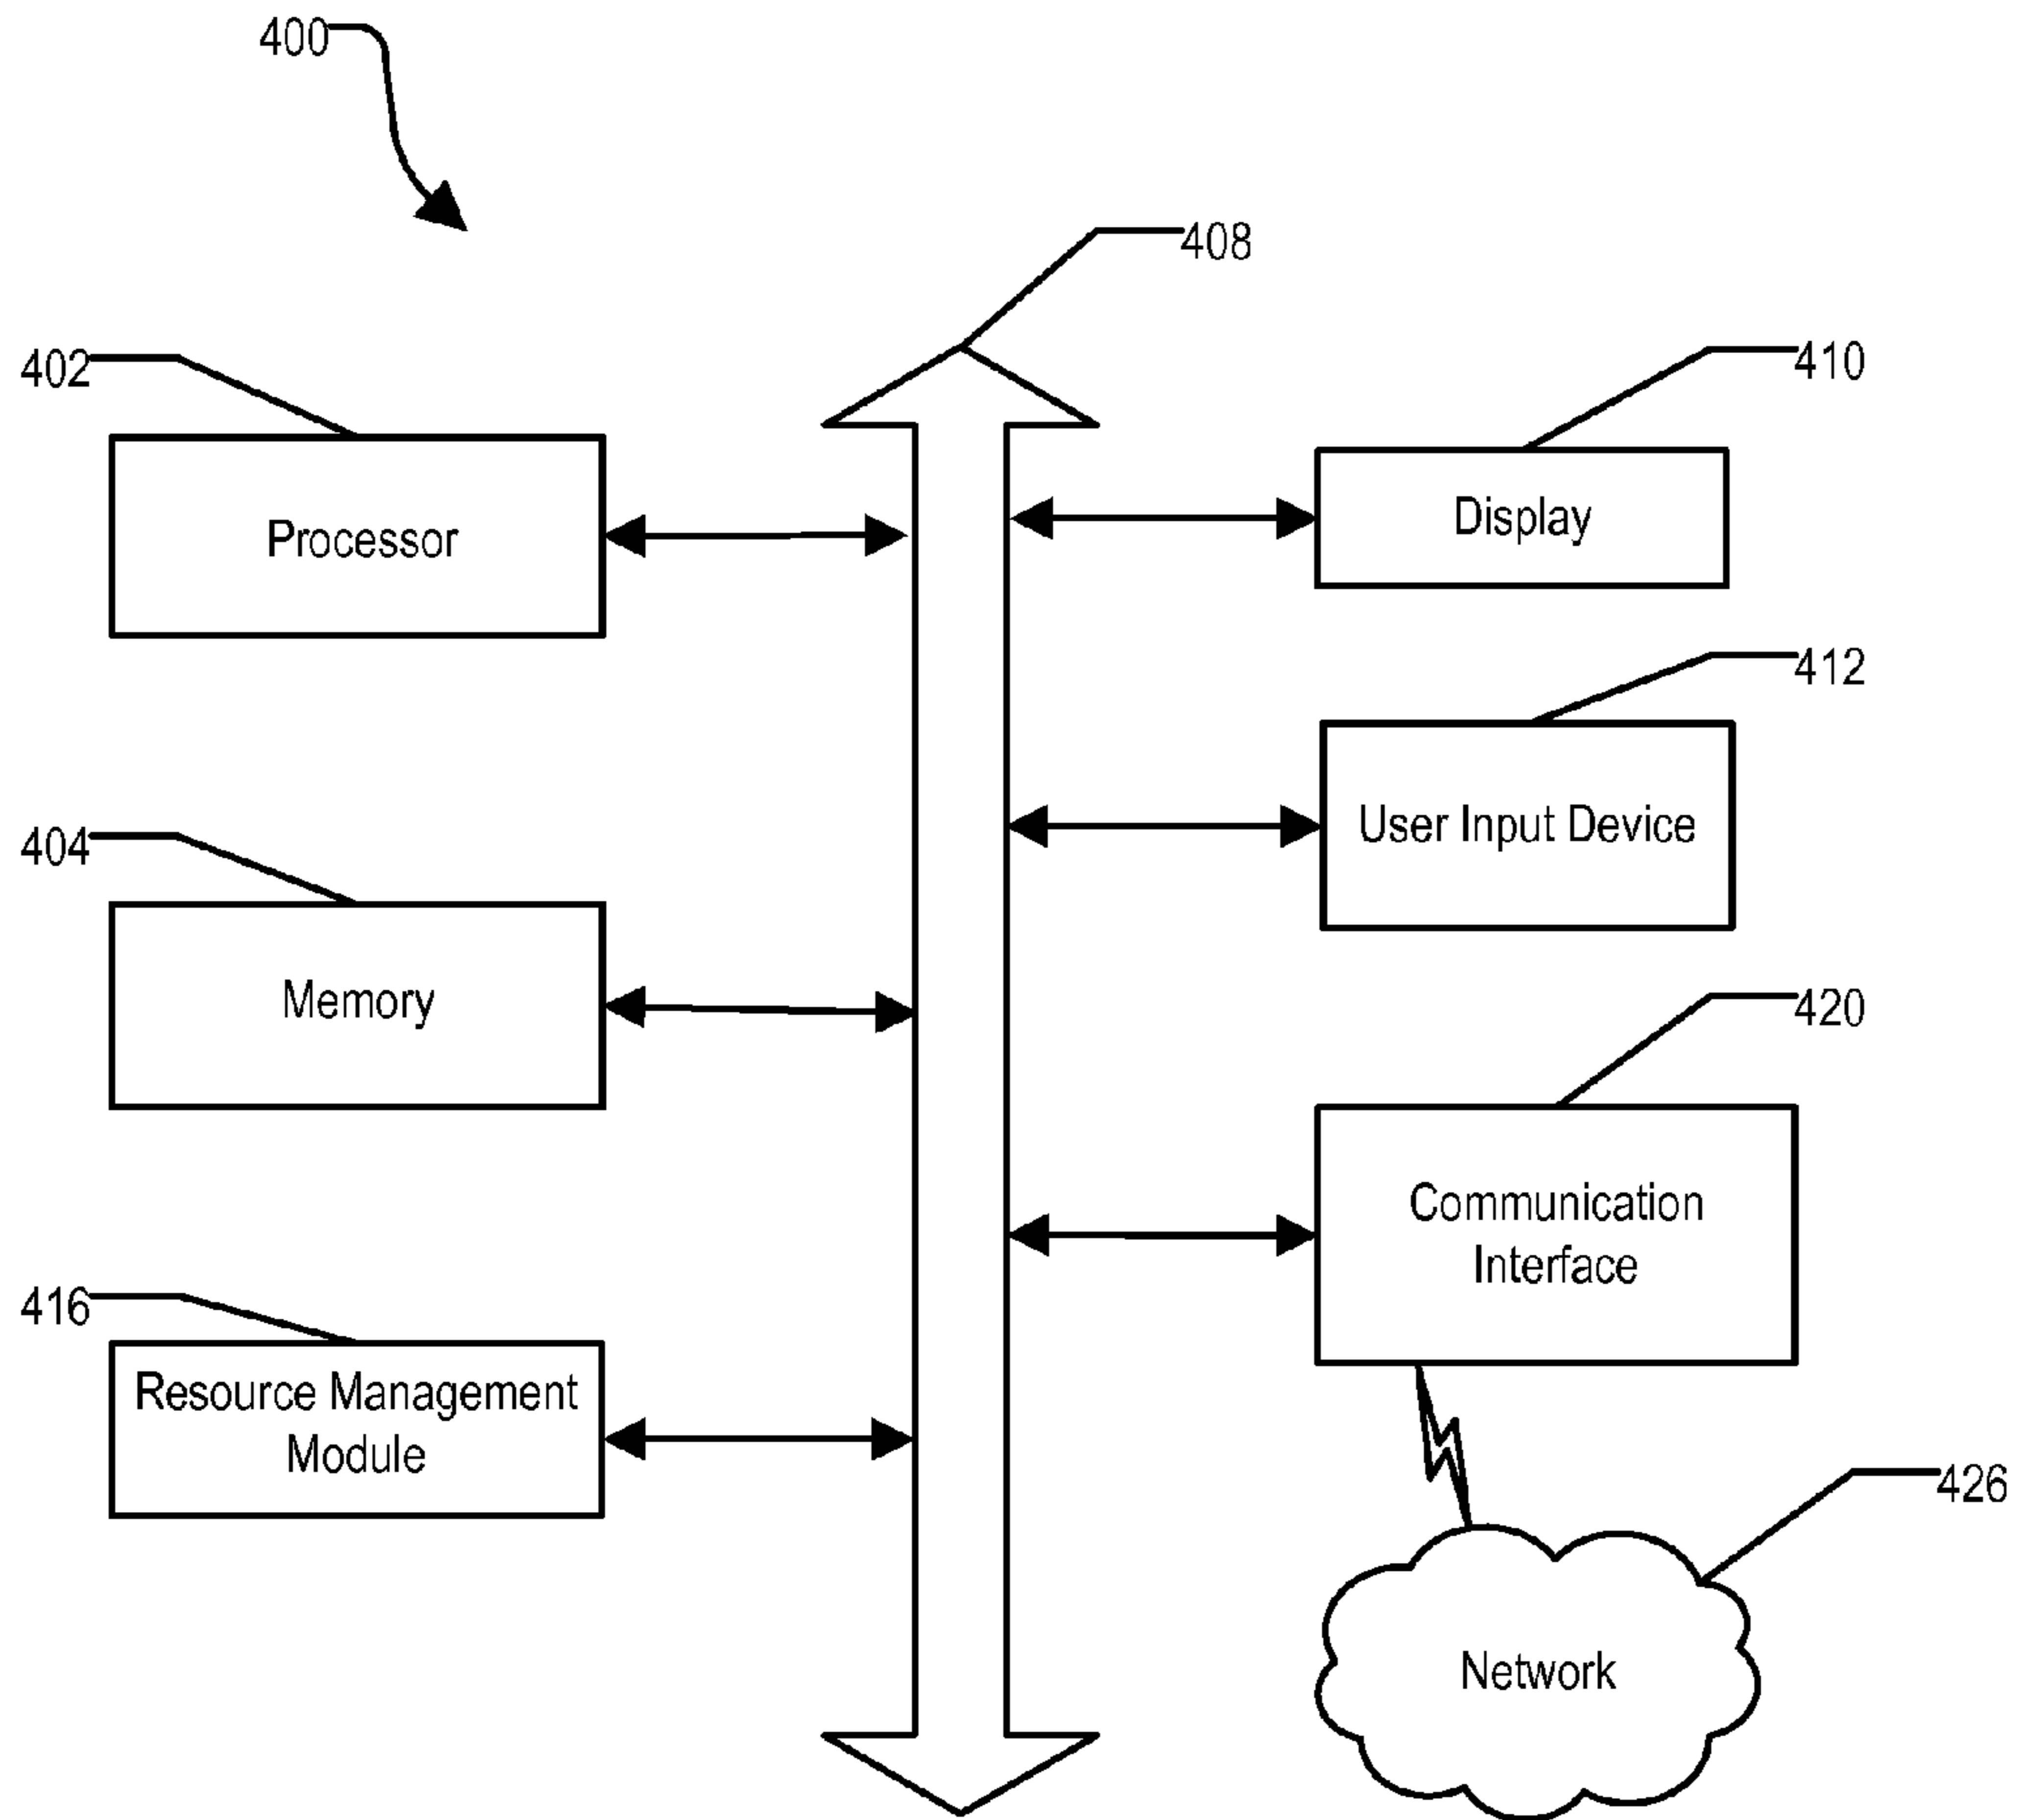 400
408
402
410
Processor
Display
412
User Input Device
404
Memory
420
Communication
Interface
416
Resource Management
Module
426
Network